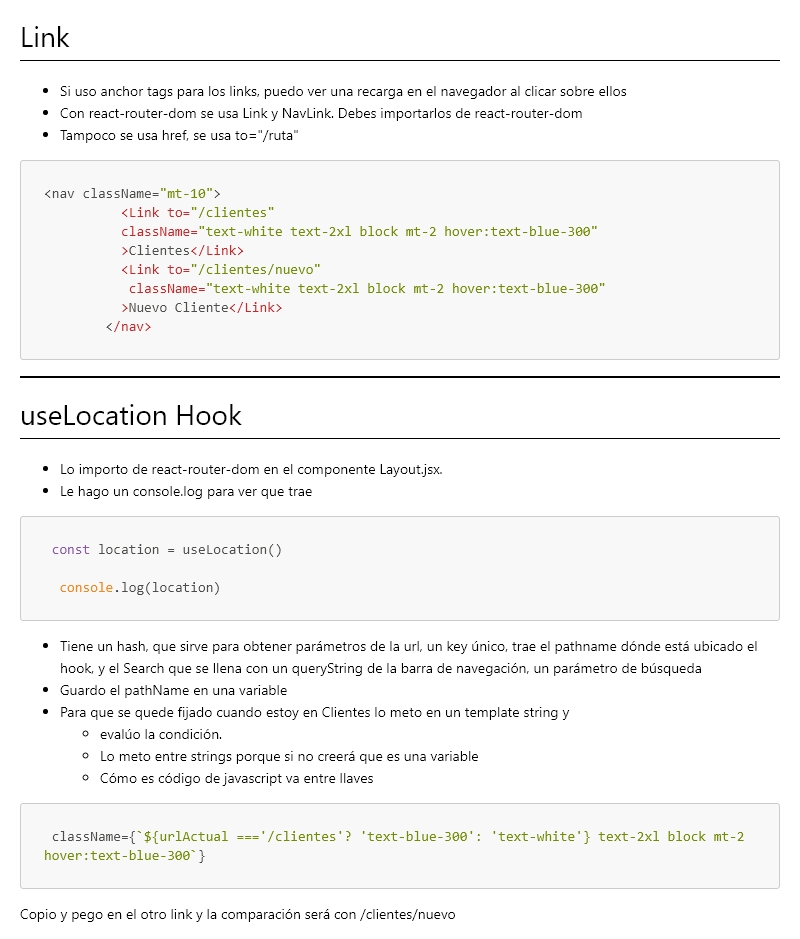 Link
Si uso anchor tags para los links, puedo ver una recarga en el navegador al clicar sobre ellos
Con react-router-dom se usa Link y NavLink. Debes importarlos de react-router-dom
Tampoco se usa href, se usa to="/ruta"
<nav className="mt-10">
<Link to="/clientes"
className="text-white text-2xl block mt-2 hover:text-blue-300"
>Clientes</Link>
<Link to="/clientes/nuevo"
className="text-white text-2xl block mt-2 hover:text-blue-300"
>Nuevo Cliente</Link>
</nav>
useLocation Hook
Lo importo de react-router-dom en el componente Layout.jsx.
Le hago un console.log para ver que trae
const location = useLocation()
console.log(location)
Tiene un hash, que sirve para obtener parámetros de la url, un key único, trae el pathname dónde está ubicado el
hook, y el Search que se llena con un queryString de la barra de navegación, un parámetro de búsqueda
Guardo el pathName en una variable
Para que se quede fijado cuando estoy en Clientes lo meto en un template string y
evalúo la condición.
Lo meto entre strings porque si no creerá que es una variable
Cómo es código de javascript va entre llaves
className={`${urlActual ==='/clientes'? 'text-blue-300': 'text-white'} text-2xl block mt-2
hover:text-blue-300`}
Copio y pego en el otro link y la comparación será con /clientes/nuevo